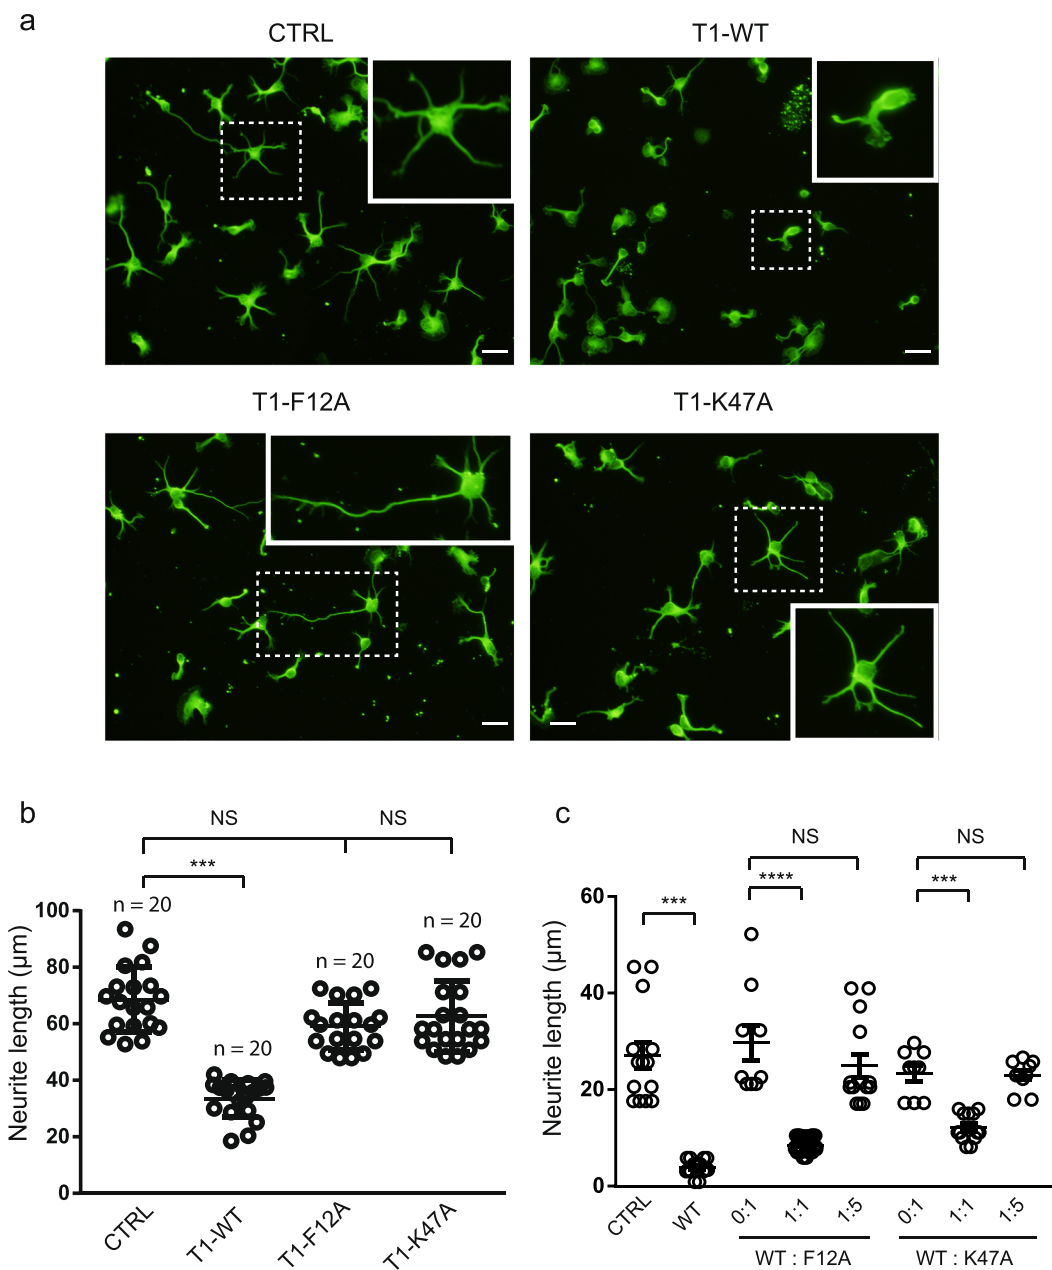 a
CTRL
T1-WT
T1-F12A
T1-K47A
b
NS
NS
***
n = 20
n = 20
n = 20
n = 20
Neurite length (μm)
100
80
60
40
20
0
CTRL
T1-WT
T1-F12A
T1-K47A
c
NS
NS
****
***
***
Neurite length (μm)
60
40
20
0
CTRL
WT
0:1
1:1
1:5
0:1
1:1
1:5
WT : F12A
WT : K47A